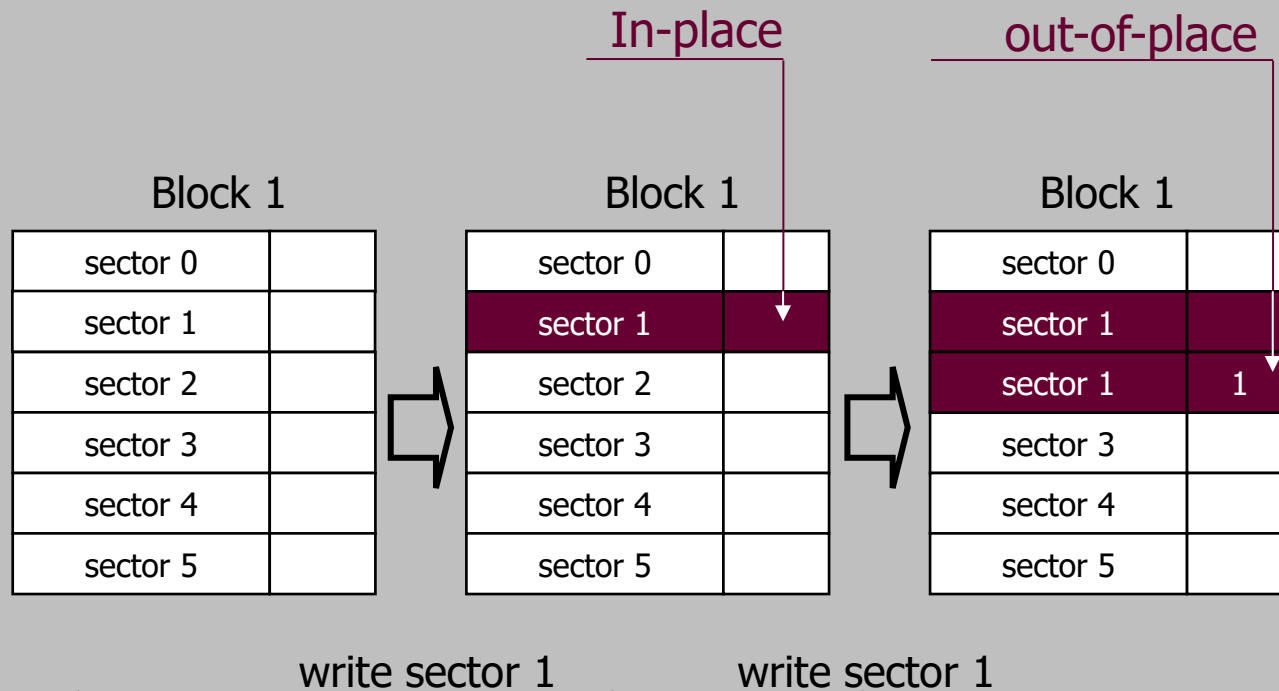 In-place
out-of-place
Block 1
Block 1
Block 1
sector 0
sector 0
sector 0
sector 1
sector 1
sector 1
sector 2
sector 2
sector 1 1
sector 3
sector 3
sector 3
sector 4
sector 4
sector 4
sector 5
sector 5
sector 5
write sector 1
write sector 1